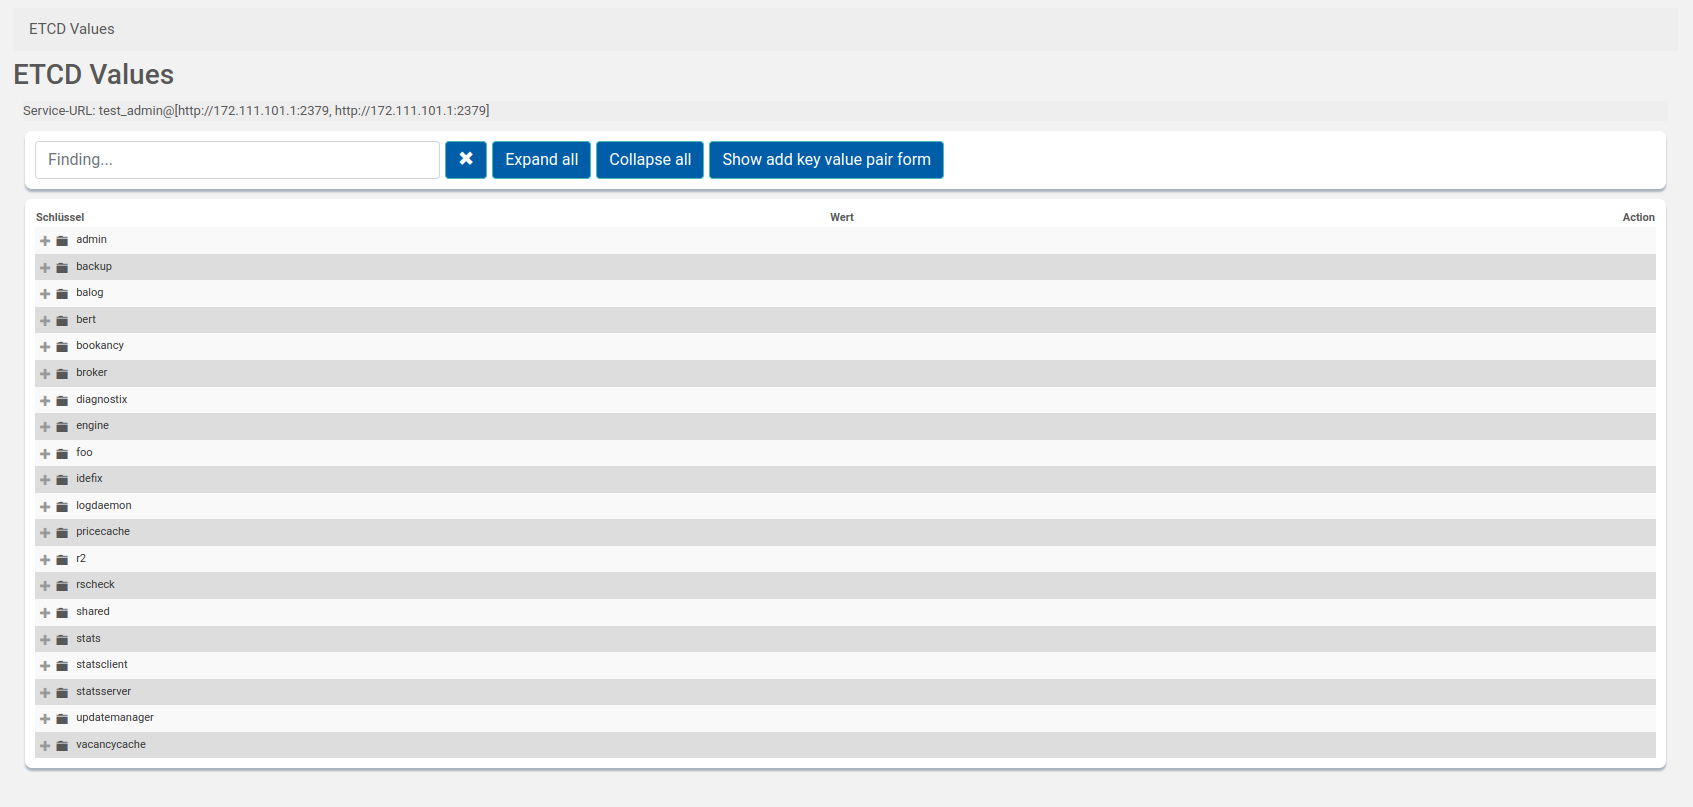 ETCD Values
ETCD Values
Service-URL: test_admin@[http://172.111.101.1:2379, http://172.111.101.1:2379]
Finding... Expand all Collapse all Show add key value pair form
Schlüssel Wert Action
admin
backup
balog
bert
bookancy
broker
diagnostix
engine
foo
idefix
logdaemon
pricecache
r2
rscheck
shared
stats
statsclient
statsserver
updatemanager
vacancycache